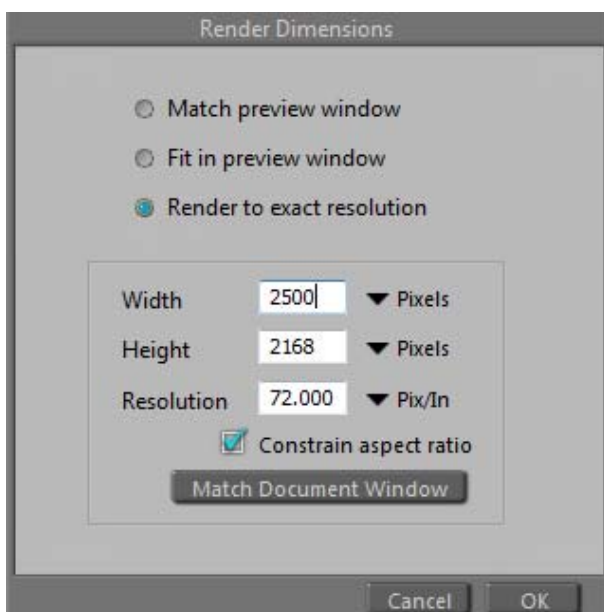 Render Dimensions
Match preview window
Fit in preview window
Render to exact resolution
Width 2500 Pixels
Height 2168 Pixels
Resolution 72.000 Pix/In
Constrain aspect ratio
Match Document Window
Cancel OK